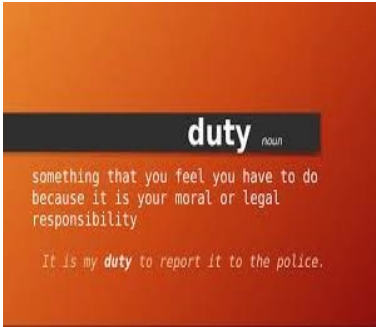 duty noun
something that you feel you have to do
because it is your moral or legal
responsibility
It is my duty to report it to the police.